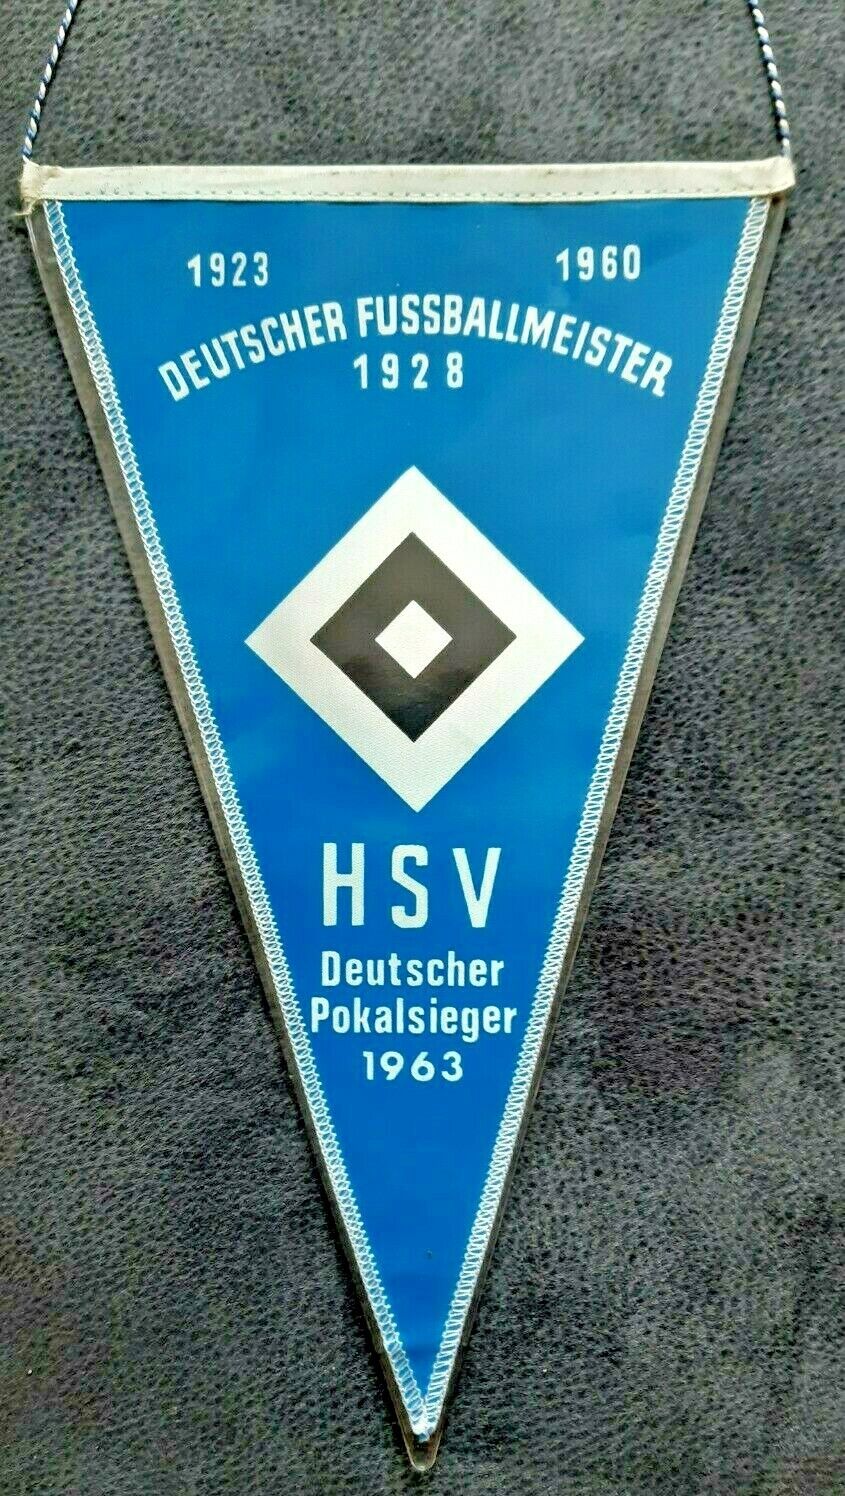 1923 1960
DEUTSCHER FUSSBALLMEISTER
1928
HSV
Deutscher
Pokalsieger
1963